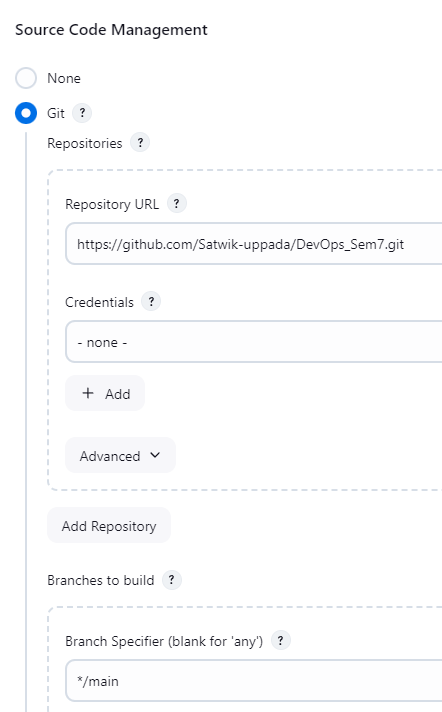 Source Code Management
None
Git ?
Repositories ?
Repository URL ?
https://github.com/Satwik-uppada/DevOps_Sem7.git
Credentials ?
- none -
+ Add
Advanced
Add Repository
Branches to build ?
Branch Specifier (blank for 'any') ?
*/main